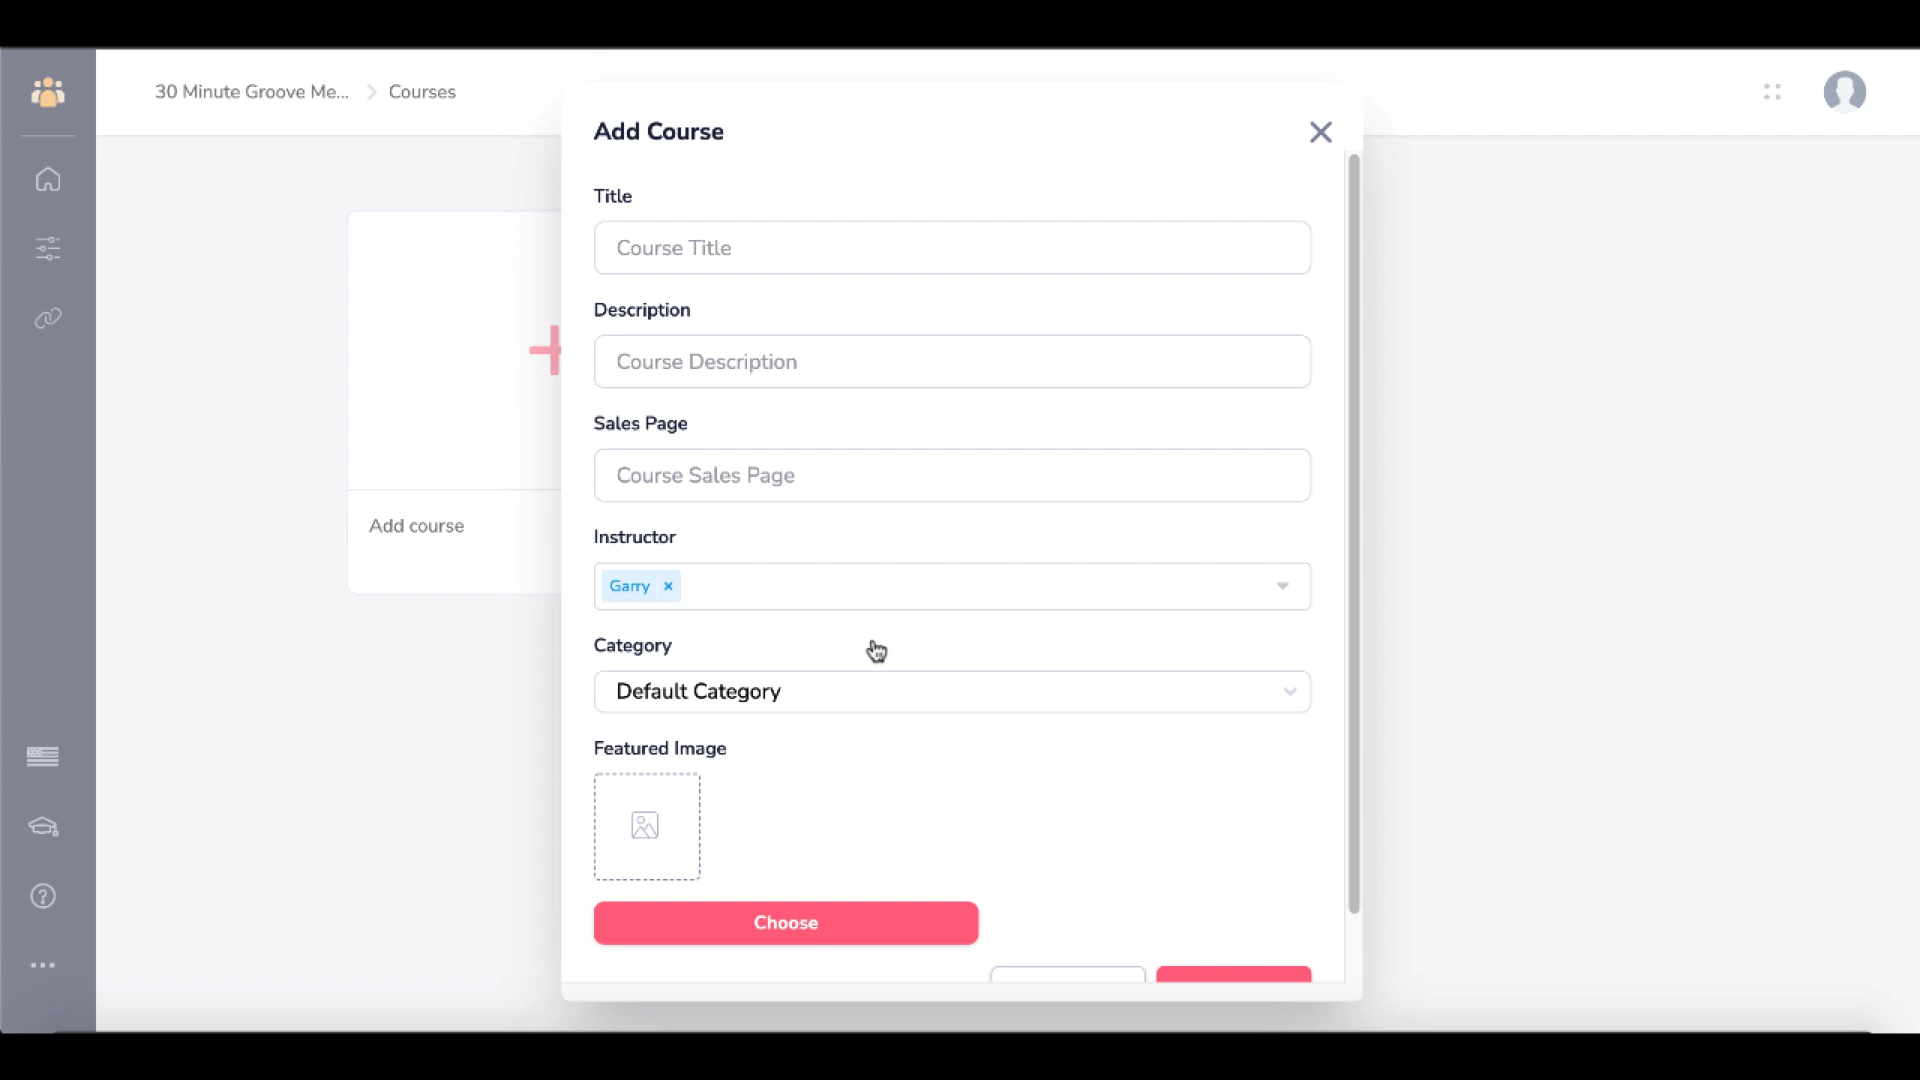 30 Minute Groove Me... > Courses
Add Course
Title
Course Title
Description
Course Description
Sales Page
Course Sales Page
Add course
Instructor
Garry ×
Category
Default Category
Featured Image
Choose